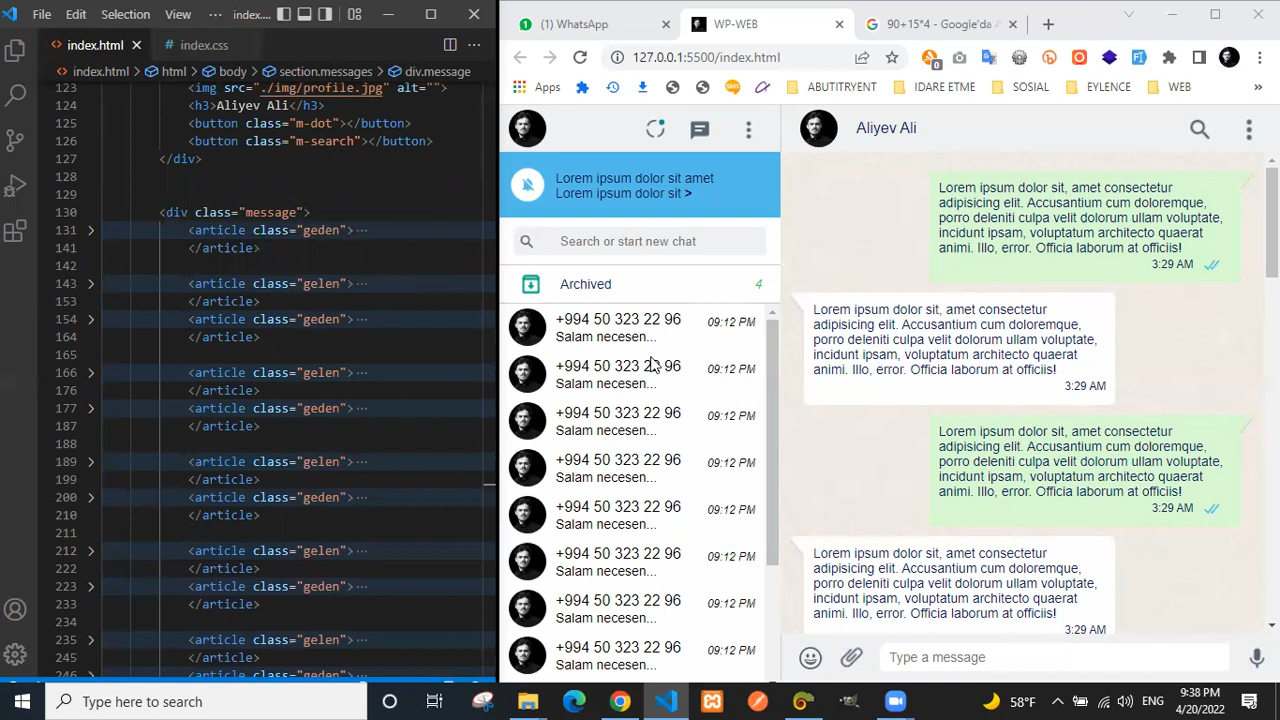 File Edit Selection View ··· index....
index.html
index.css
index.html > html > body > section.messages > div.message
123 <img src="./img/profile.jpg" alt="">
124 <h3>Aliyev Ali</h3>
125 <button class="m-dot"></button>
126 <button class="m-search"></button>
127 </div>
128
129
130 <div class="message">
131 <article class="geden">···
141 </article>
142
143 <article class="gelen">···
153 </article>
154 <article class="geden">···
164 </article>
165
166 <article class="gelen">···
176 </article>
177 <article class="geden">···
187 </article>
188
189 <article class="gelen">···
199 </article>
200 <article class="geden">···
210 </article>
211
212 <article class="gelen">···
222 </article>
223 <article class="geden">···
233 </article>
234
235 <article class="gelen">···
245 </article>
246 <article class="geden">···
(1) WhatsApp
WP-WEB
90+15*4 - Google'da A
127.0.0.1:5500/index.html
0
Apps
ABUTITRYENT
IDARE ETME
SOSIAL
EYLENCE
WEB
»
Lorem ipsum dolor sit amet
Lorem ipsum dolor sit >
Search or start new chat
Archived 4
+994 50 323 22 96 09:12 PM
Salam necesen...
+994 50 323 22 96 09:12 PM
Salam necesen...
+994 50 323 22 96 09:12 PM
Salam necesen...
+994 50 323 22 96 09:12 PM
Salam necesen...
+994 50 323 22 96 09:12 PM
Salam necesen...
+994 50 323 22 96 09:12 PM
Salam necesen...
+994 50 323 22 96 09:12 PM
Salam necesen...
+994 50 323 22 96 09:12 PM
Salam necesen...
Aliyev Ali
Lorem ipsum dolor sit, amet consectetur
adipisicing elit. Accusantium cum doloremque,
porro deleniti culpa velit dolorum ullam voluptate,
incidunt ipsam, voluptatum architecto quaerat
animi. Illo, error. Officia laborum at officiis!
3:29 AM
Lorem ipsum dolor sit, amet consectetur
adipisicing elit. Accusantium cum doloremque,
porro deleniti culpa velit dolorum ullam voluptate,
incidunt ipsam, voluptatum architecto quaerat
animi. Illo, error. Officia laborum at officiis!
3:29 AM
Lorem ipsum dolor sit, amet consectetur
adipisicing elit. Accusantium cum doloremque,
porro deleniti culpa velit dolorum ullam voluptate,
incidunt ipsam, voluptatum architecto quaerat
animi. Illo, error. Officia laborum at officiis!
3:29 AM
Lorem ipsum dolor sit, amet consectetur
adipisicing elit. Accusantium cum doloremque,
porro deleniti culpa velit dolorum ullam voluptate,
incidunt ipsam, voluptatum architecto quaerat
animi. Illo, error. Officia laborum at officiis!
3:29 AM
Type a message
Type here to search
58°F
ENG
9:38 PM
4/20/2022